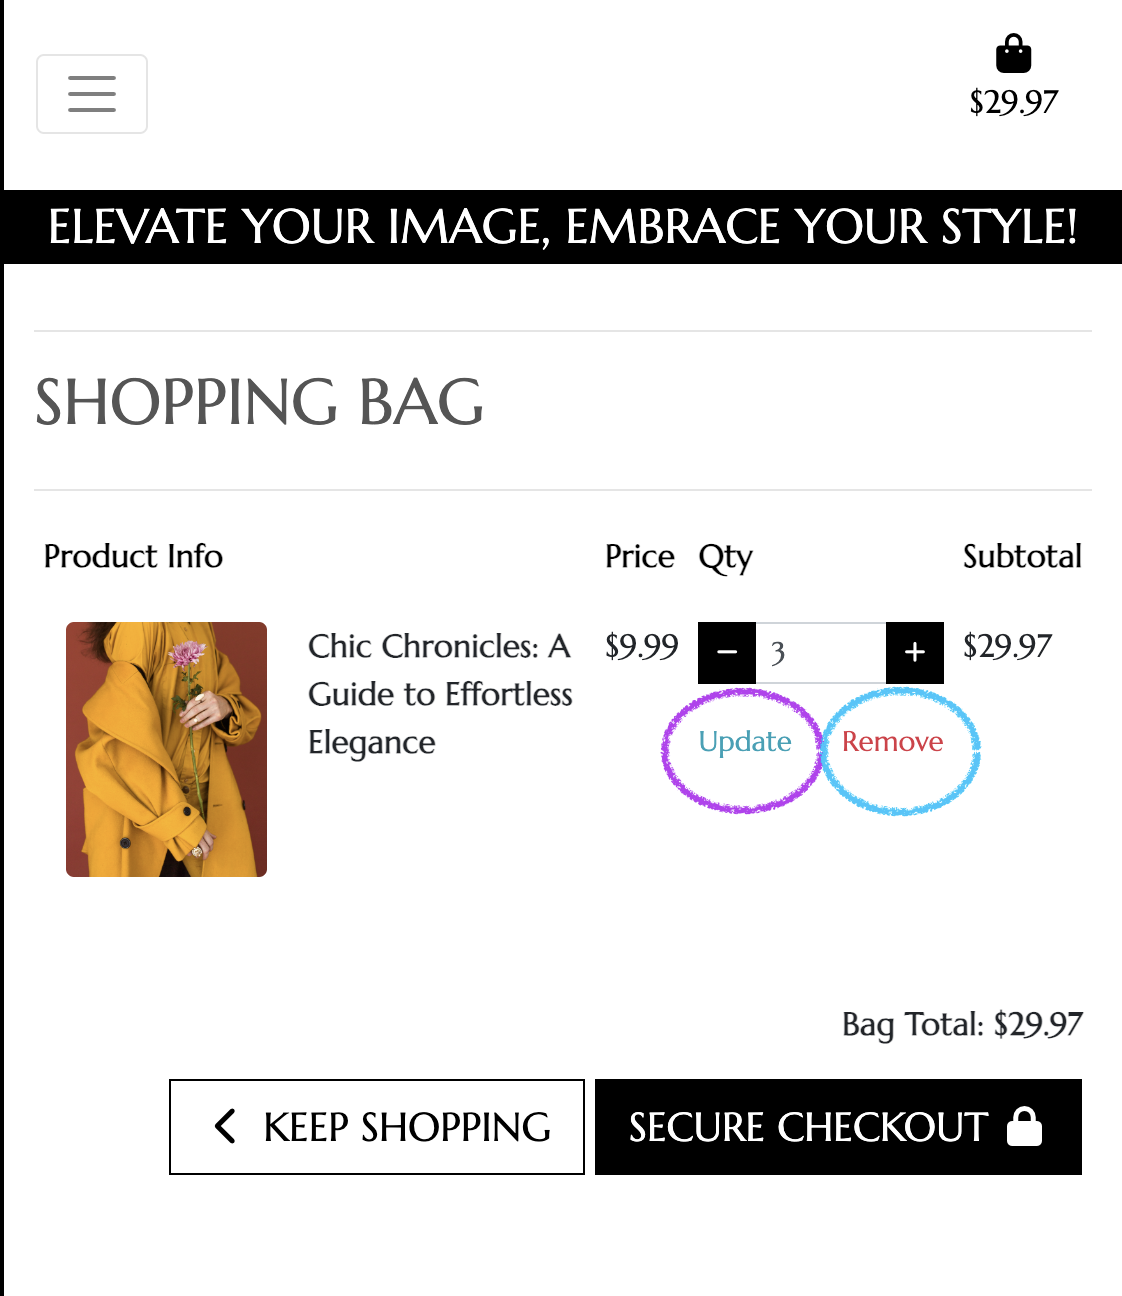 $29.97
ELEVATE YOUR IMAGE, EMBRACE YOUR STYLE!
SHOPPING BAG
Product Info Price Qty Subtotal
Chic Chronicles: A $9.99 − 3 + $29.97
Guide to Effortless
Elegance Update Remove
Bag Total: $29.97
KEEP SHOPPING SECURE CHECKOUT